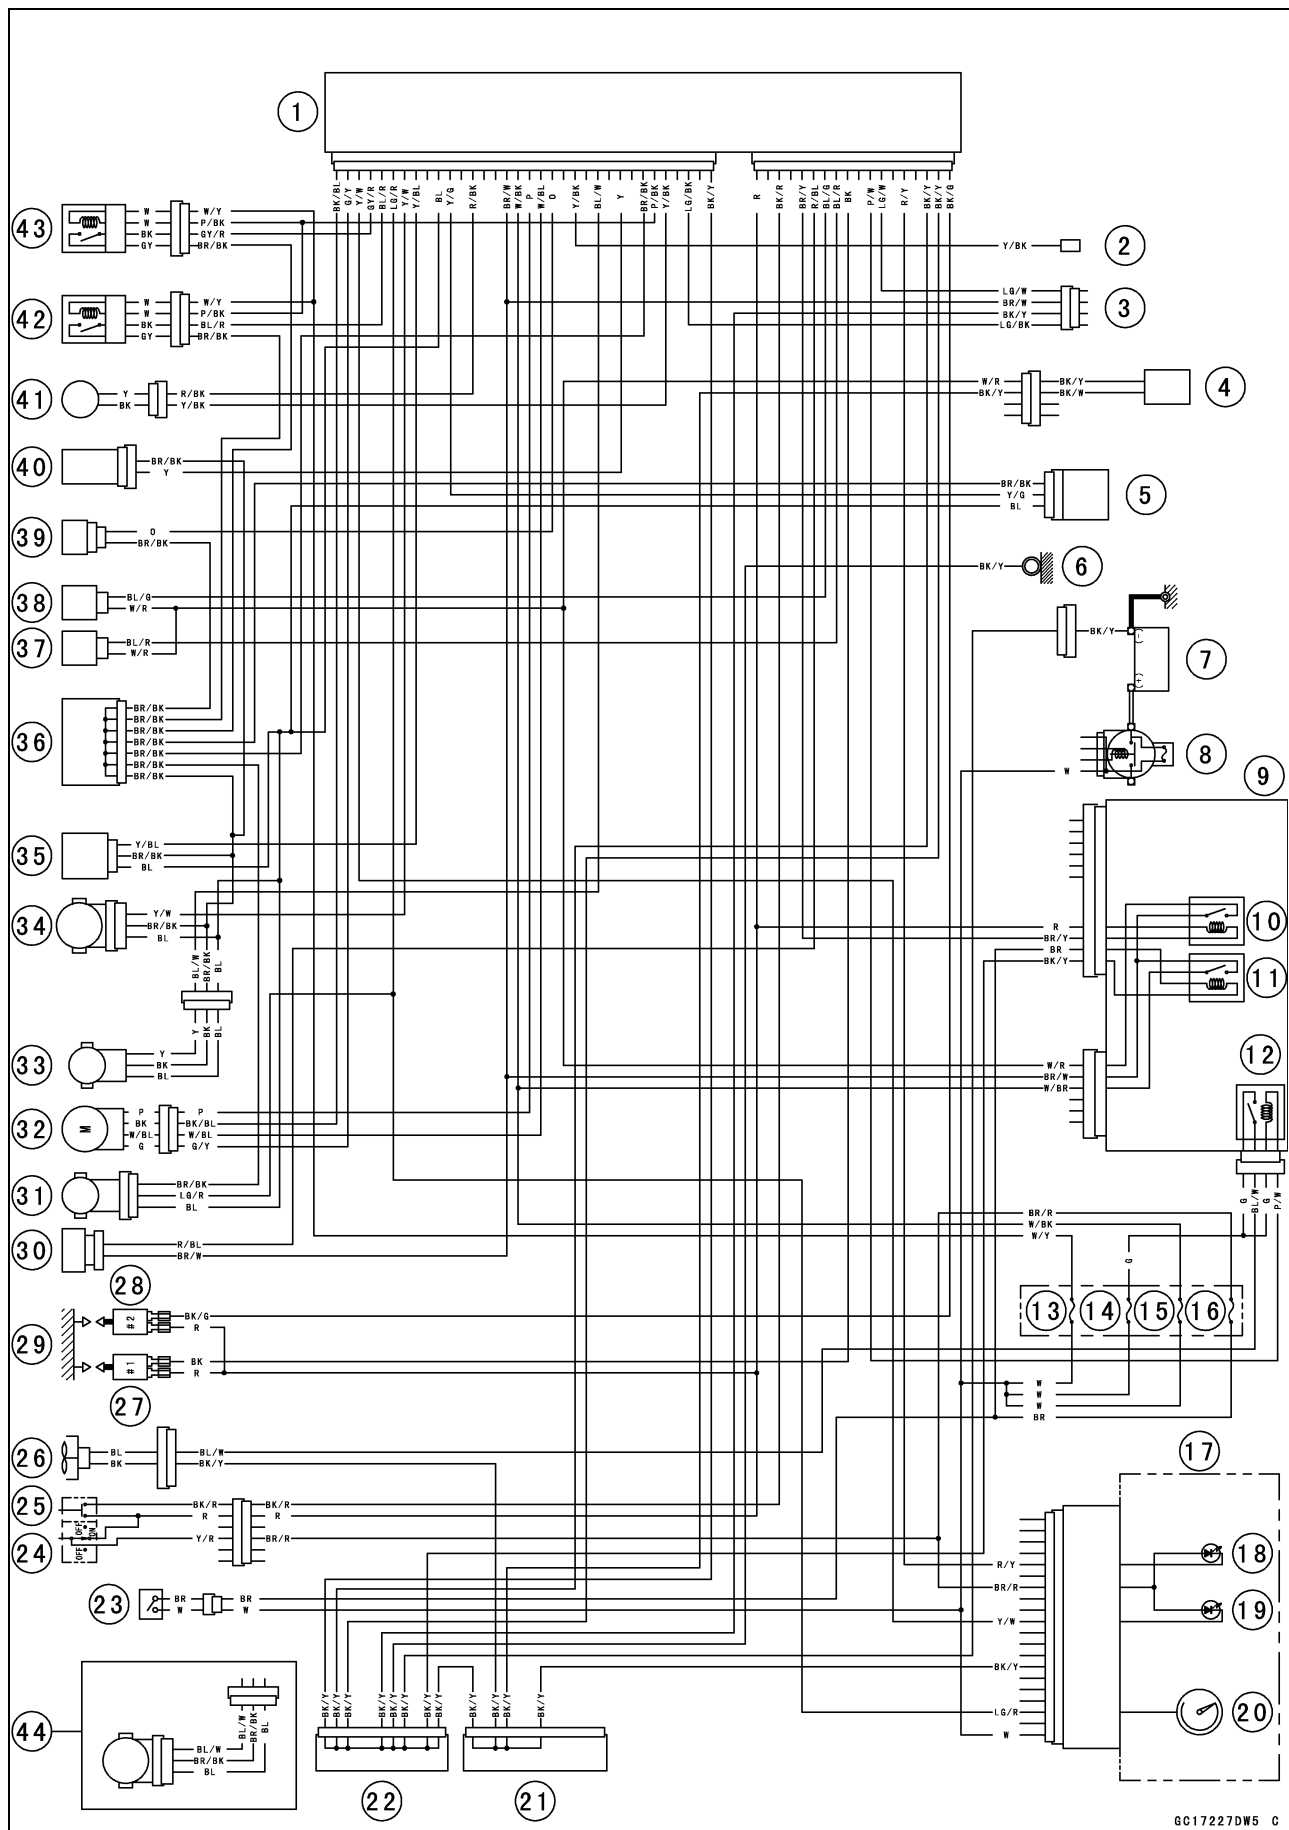 1
BK/BL G/Y Y/W GY/R BL/R LG/R Y/W Y/BL BL Y/G R/BK BR/W W/BK P W/BL O Y/BK BL/W Y BR/BK P/BK Y/BK LG/BK BK/Y R BK/R BR/Y R/BL BL/G BL/R BK P/W LG/W R/Y BK/Y BK/Y BK/G
43
W W/Y
W P/BK
BK GY/R
GY BR/BK
Y/BK 2
42
W W/Y
W P/BK
BK BL/R
GY BR/BK
LG/W
BR/W
BK/Y
LG/BK
3
41
Y R/BK
BK Y/BK
W/R BK/Y
BK/Y BK/W
4
40
BR/BK
Y
BR/BK
Y/G
BL
5
39
O
BR/BK
BK/Y 6
38
BL/G
W/R
37
BL/R
W/R
BK/Y
(-)
(+)
7
36
BR/BK
BR/BK
BR/BK
BR/BK
BR/BK
BR/BK
BR/BK
W 8
9
35
Y/BL
BR/BK
BL
34
Y/W
BR/BK
BL
R
BR/Y
BR
BK/Y
10
11
BL/W BR/BK BL
Y BK BL
33
Y
BK
BL
W/R
BR/W
W/BR
12
32
M
P P
BK BK/BL
W/BL W/BL
G G/Y
31
BR/BK
LG/R
BL
G BL/W G P/W
30
R/BL
BR/W
BR/R
W/BK
W/Y
G
28
29
#2
BK/G
R
#1
BK
R
27
13 14 15 16
W
W
W
BR
26
BL BL/W
BK BK/Y
17
25
BK/R BK/R
R R
24
OFF ON
OFF
Y/R BR/R
23
BR BR
W W
R/Y
BR/R
Y/W
BK/Y
LG/R
W
18
19
20
BK/Y BK/Y BK/Y BK/Y BK/Y BK/Y BK/Y BK/Y BK/Y BK/Y BK/Y BK/Y
44
BL/W BR/BK BL
BL/W
BR/BK
BL
22 21
GC17227DW5 C